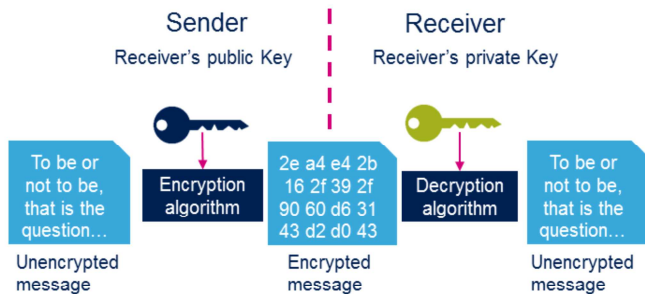 Sender
Receiver
Receiver's public Key
Receiver's private Key
To be or
not to be,
that is the
question...
Encryption
algorithm
2e a4 e4 2b
16 2f 39 2f
90 60 d6 31
43 d2 d0 43
Decryption
algorithm
To be or
not to be,
that is the
question...
Unencrypted
message
Encrypted
message
Unencrypted
message